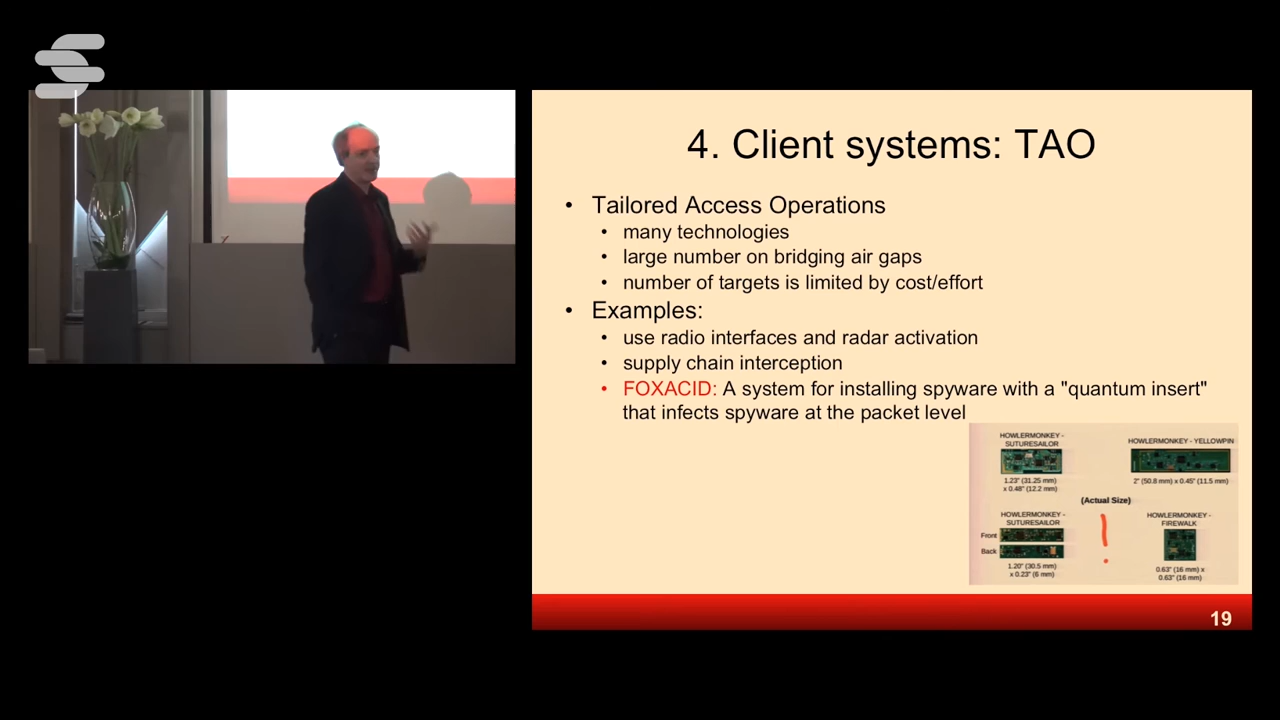 4. Client systems: TAO
• Tailored Access Operations
• many technologies
• large number on bridging air gaps
• number of targets is limited by cost/effort
• Examples:
• use radio interfaces and radar activation
• supply chain interception
• FOXACID: A system for installing spyware with a "quantum insert"
that infects spyware at the packet level
HOWLERMONKEY -
SUTURESAILOR
1.23" (31.25 mm)
x 0.48" (12.2 mm)
HOWLERMONKEY - YELLOWPIN
2" (50.8 mm) x 0.45" (11.5 mm)
(Actual Size)
HOWLERMONKEY -
SUTURESAILOR
Front
Back
1.20" (30.5 mm)
x 0.23" (6 mm)
!
HOWLERMONKEY -
FIREWALK
0.63" (16 mm) x
0.63" (16 mm)
19